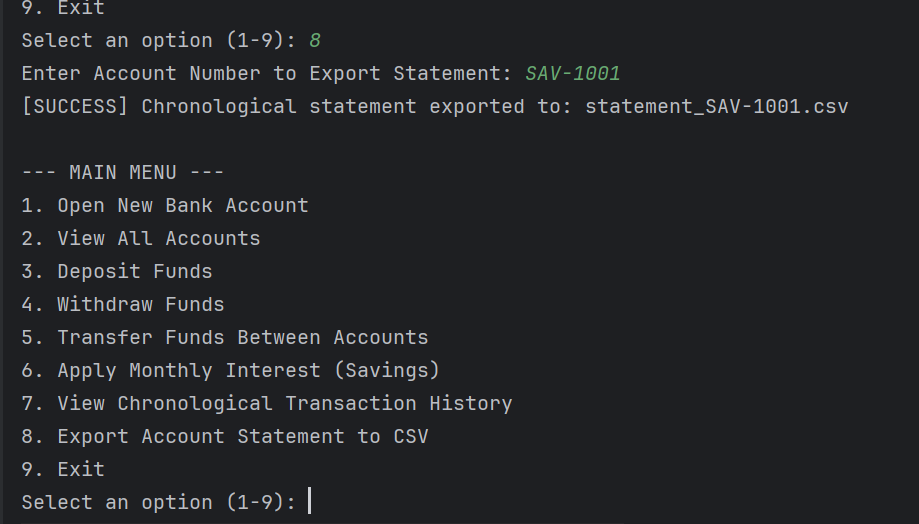 9. Exit
Select an option (1-9): 8
Enter Account Number to Export Statement: SAV-1001
[SUCCESS] Chronological statement exported to: statement_SAV-1001.csv
--- MAIN MENU ---
1. Open New Bank Account
2. View All Accounts
3. Deposit Funds
4. Withdraw Funds
5. Transfer Funds Between Accounts
6. Apply Monthly Interest (Savings)
7. View Chronological Transaction History
8. Export Account Statement to CSV
9. Exit
Select an option (1-9):